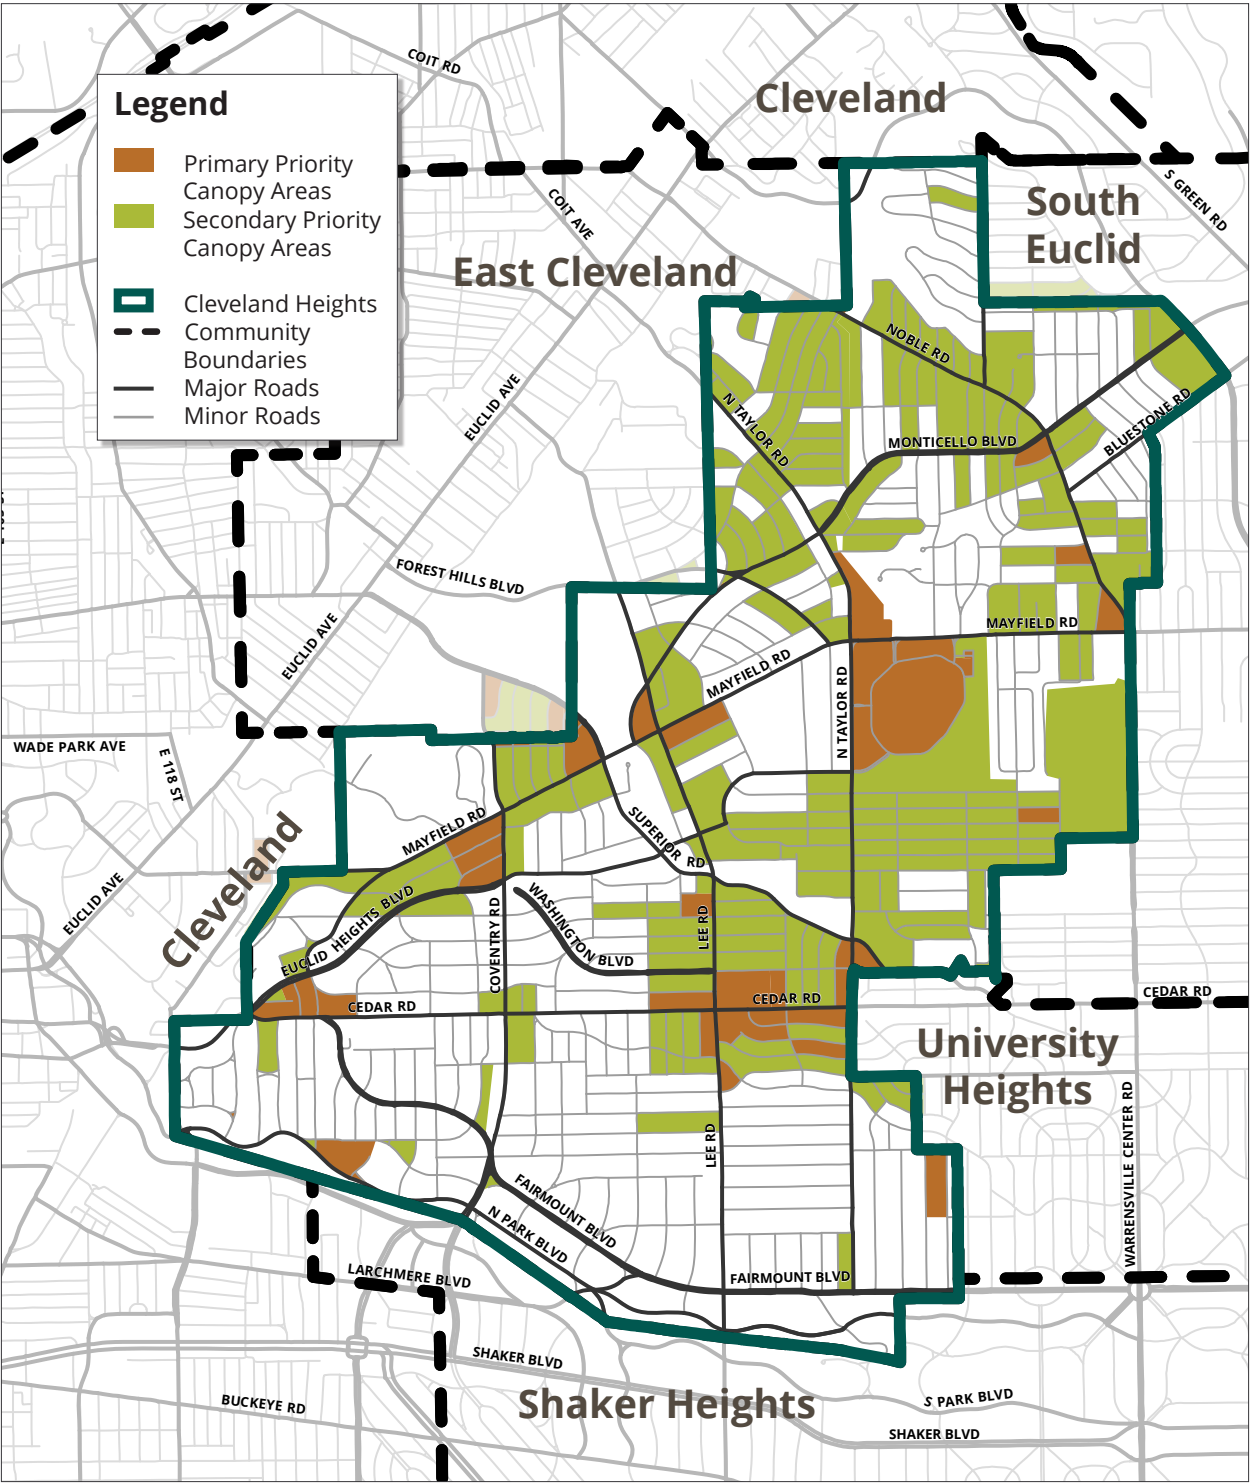 COIT RD
Cleveland
Legend
Primary Priority
Canopy Areas
Secondary Priority
Canopy Areas
Cleveland Heights
Community
Boundaries
Major Roads
Minor Roads
S GREEN RD
COIT AVE
South
Euclid
East Cleveland
NOBLE RD
EUCLID AVE
N TAYLOR RD
BLUESTONE RD
MONTICELLO BLVD
FOREST HILLS BLVD
EUCLID AVE
MAYFIELD RD
MAYFIELD RD
N TAYLOR RD
WADE PARK AVE
E 118 ST
MAYFIELD RD
SUPERIOR RD
Cleveland
EUCLID AVE
EUCLID HEIGHTS BLVD
WASHINGTON BLVD
COVENTRY RD
LEE RD
CEDAR RD
CEDAR RD
CEDAR RD
University
Heights
LEE RD
WARRENSVILLE CENTER RD
FAIRMOUNT BLVD
N PARK BLVD
FAIRMOUNT BLVD
LARCHMERE BLVD
SHAKER BLVD
Shaker Heights
BUCKEYE RD
S PARK BLVD
SHAKER BLVD